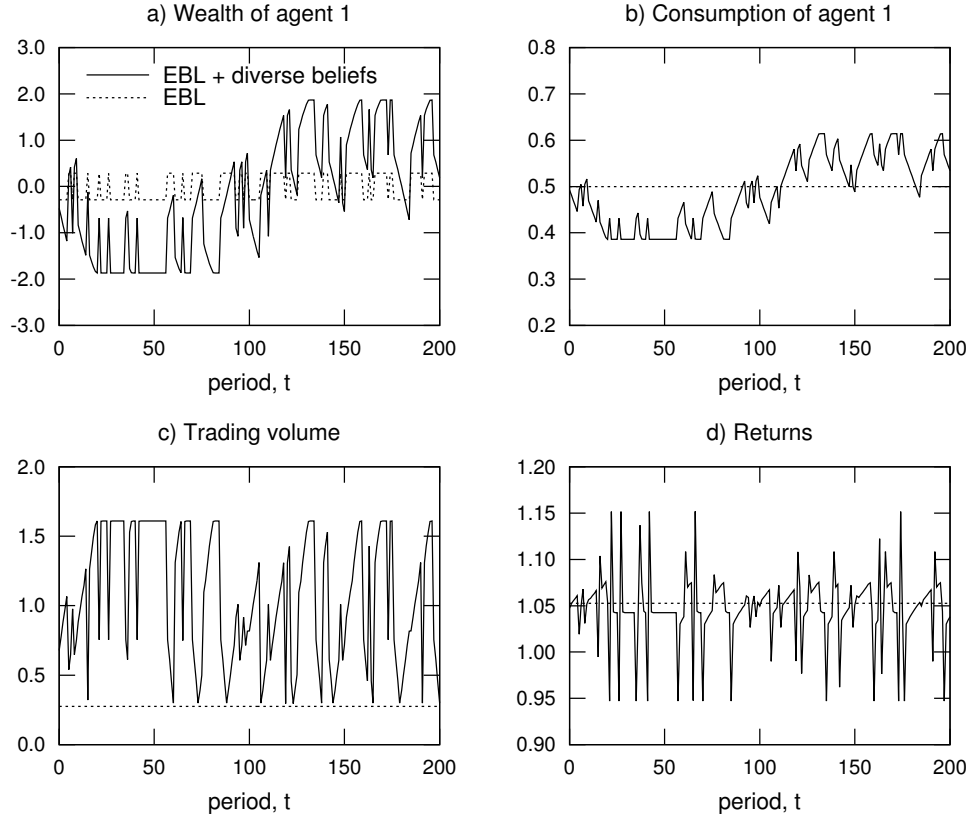 a) Wealth of agent 1
3.0
2.0
1.0
0.0
-1.0
-2.0
-3.0
EBL + diverse beliefs
EBL
0 50 100 150 200
period, t
b) Consumption of agent 1
0.8
0.7
0.6
0.5
0.4
0.3
0.2
0 50 100 150 200
period, t
c) Trading volume
2.0
1.5
1.0
0.5
0.0
0 50 100 150 200
period, t
d) Returns
1.20
1.15
1.10
1.05
1.00
0.95
0.90
0 50 100 150 200
period, t